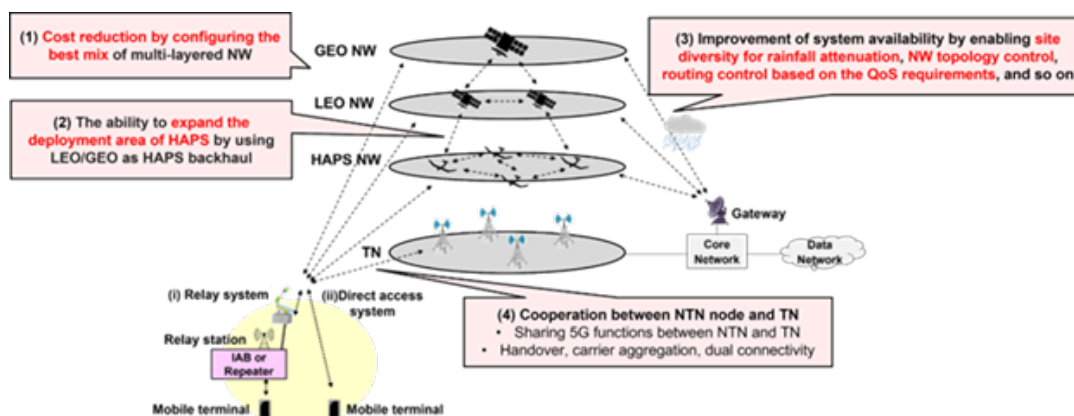 (1) Cost reduction by configuring the
best mix of multi-layered NW
GEO NW
(3) Improvement of system availability by enabling site
diversity for rainfall attenuation, NW topology control,
routing control based on the QoS requirements, and so on
LEO NW
(2) The ability to expand the
deployment area of HAPS by using
LEO/GEO as HAPS backhaul
HAPS NW
Gateway
TN
Core
Network
Data
Network
(i) Relay system
(ii)Direct access
system
Relay station
IAB or
Repeater
(4) Cooperation between NTN node and TN
• Sharing 5G functions between NTN and TN
• Handover, carrier aggregation, dual connectivity
Mobile terminal
Mobile terminal